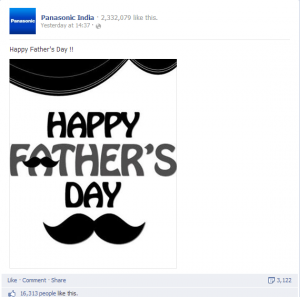 Panasonic
Panasonic India · 2,332,079 like this.
Yesterday at 14:37 ·
Happy Father's Day !!
HAPPY
FATHER'S
DAY
Like · Comment · Share
3,122
16,313 people like this.